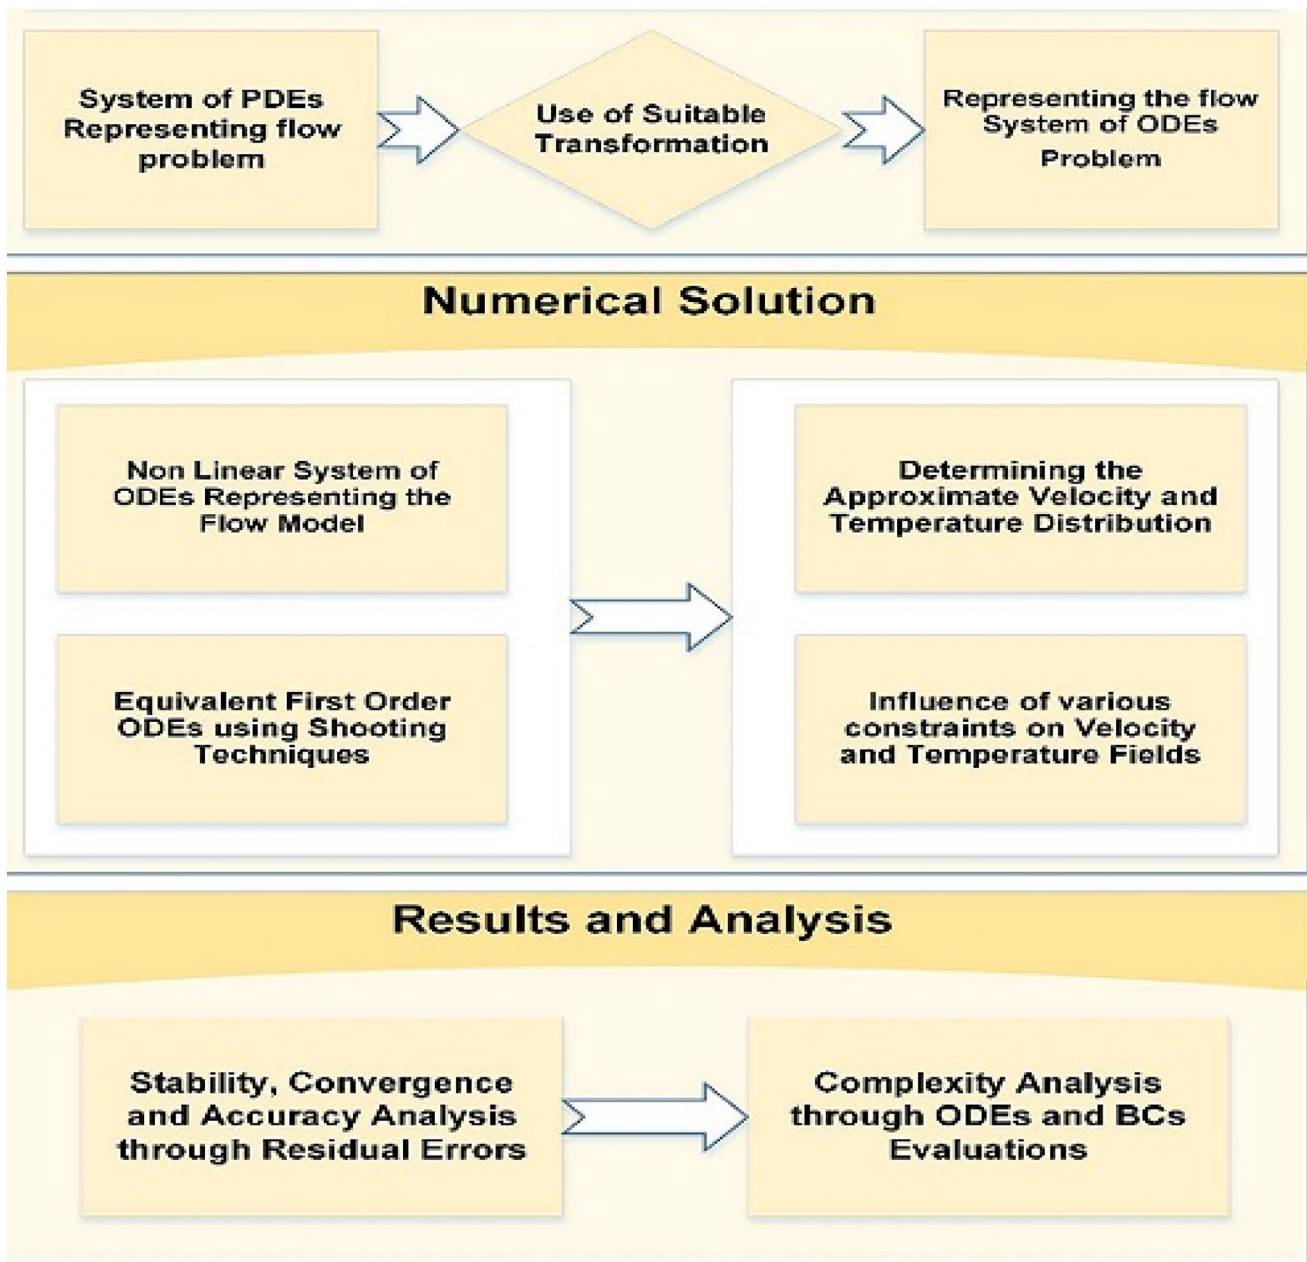 System of PDEs
Representing flow
problem
Use of Suitable
Transformation
Representing the flow
System of ODEs
Problem
Numerical Solution
Non Linear System of
ODEs Representing the
Flow Model
Equivalent First Order
ODEs using Shooting
Techniques
Determining the
Approximate Velocity and
Temperature Distribution
Influence of various
constraints on Velocity
and Temperature Fields
Results and Analysis
Stability, Convergence
and Accuracy Analysis
through Residual Errors
Complexity Analysis
through ODEs and BCs
Evaluations